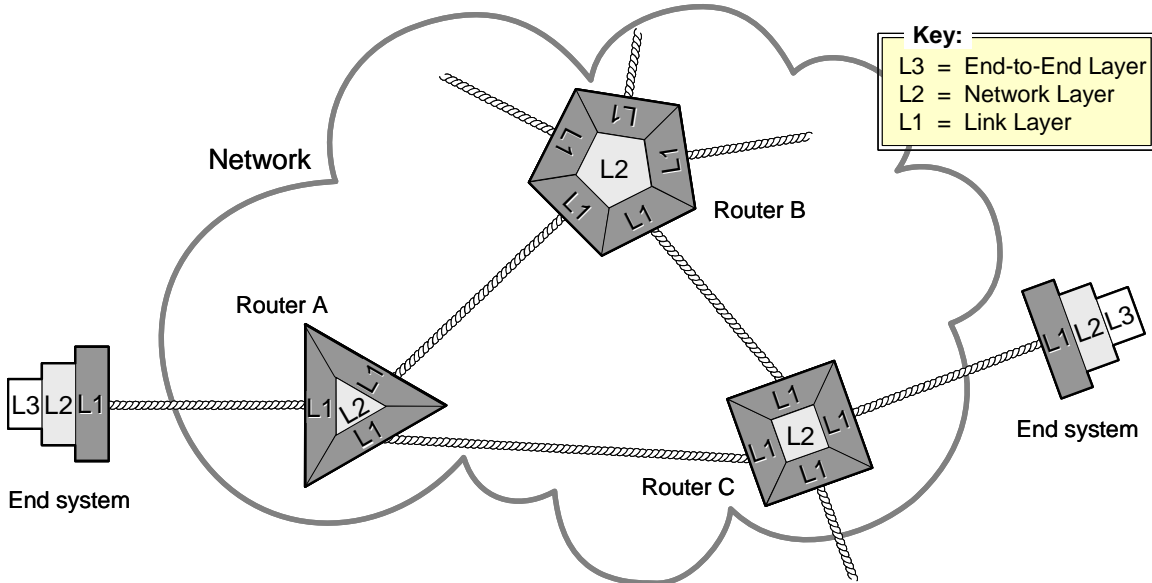 Key:
L3 = End-to-End Layer
L2 = Network Layer
L1 = Link Layer
Network
L1
L1
L1
L2
L1
L1
Router B
Router A
L1
L1
L2
L1
L3 L2 L1
End system
L1
L1
L2
L1
L1
Router C
L1 L2 L3
End system